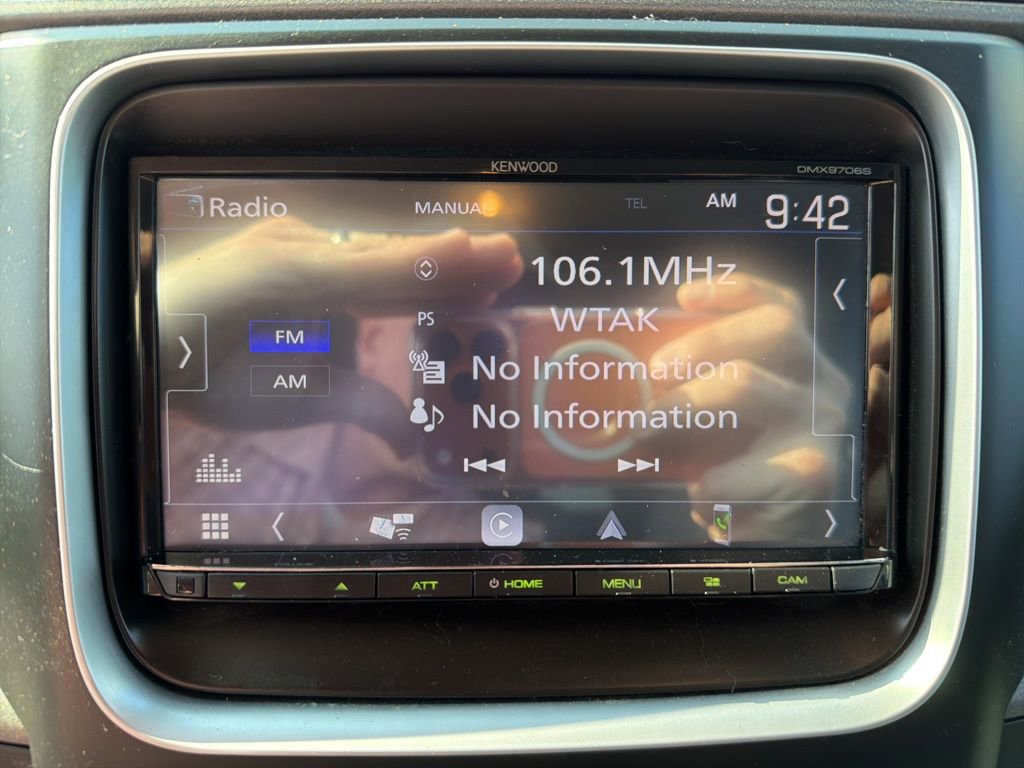 KENWOOD
DMX9706S
Radio
MANUAL
TEL
AM
9:42
106.1MHz
PS
WTAK
FM
No Information
AM
No Information
ATT
HOME
MENU
CAM